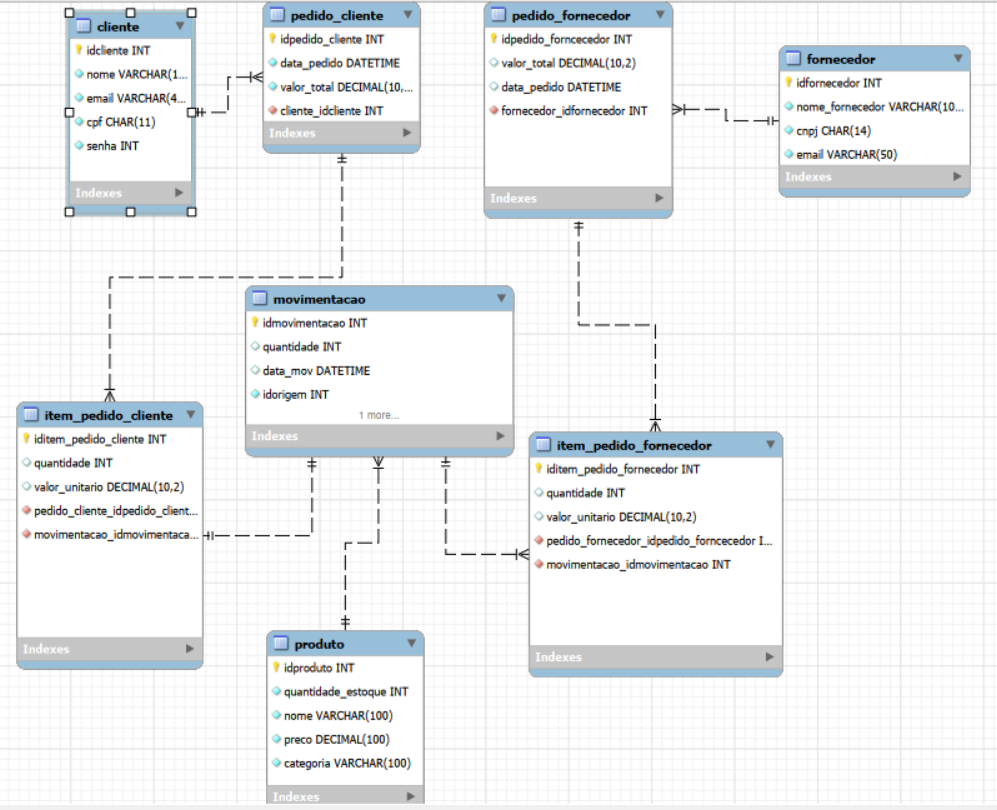 cliente
idcliente INT
nome VARCHAR(1...
email VARCHAR(4...
cpf CHAR(11)
senha INT
Indexes
pedido_cliente
idpedido_cliente INT
data_pedido DATETIME
valor_total DECIMAL(10,...
cliente_idcliente INT
Indexes
pedido_fornecedor
idpedido_forncecedor INT
valor_total DECIMAL(10,2)
data_pedido DATETIME
fornecedor_idfornecedor INT
Indexes
fornecedor
idfornecedor INT
nome_fornecedor VARCHAR(10...
cnpj CHAR(14)
email VARCHAR(50)
Indexes
movimentacao
idmovimentacao INT
quantidade INT
data_mov DATETIME
idorigem INT
1 more...
Indexes
item_pedido_cliente
iditem_pedido_cliente INT
quantidade INT
valor_unitario DECIMAL(10,2)
pedido_cliente_idpedido_client...
movimentacao_idmovimentaca...
Indexes
item_pedido_fornecedor
iditem_pedido_fornecedor INT
quantidade INT
valor_unitario DECIMAL(10,2)
pedido_fornecedor_idpedido_forncecedor I...
movimentacao_idmovimentacao INT
Indexes
produto
idproduto INT
quantidade_estoque INT
nome VARCHAR(100)
preco DECIMAL(100)
categoria VARCHAR(100)
Indexes